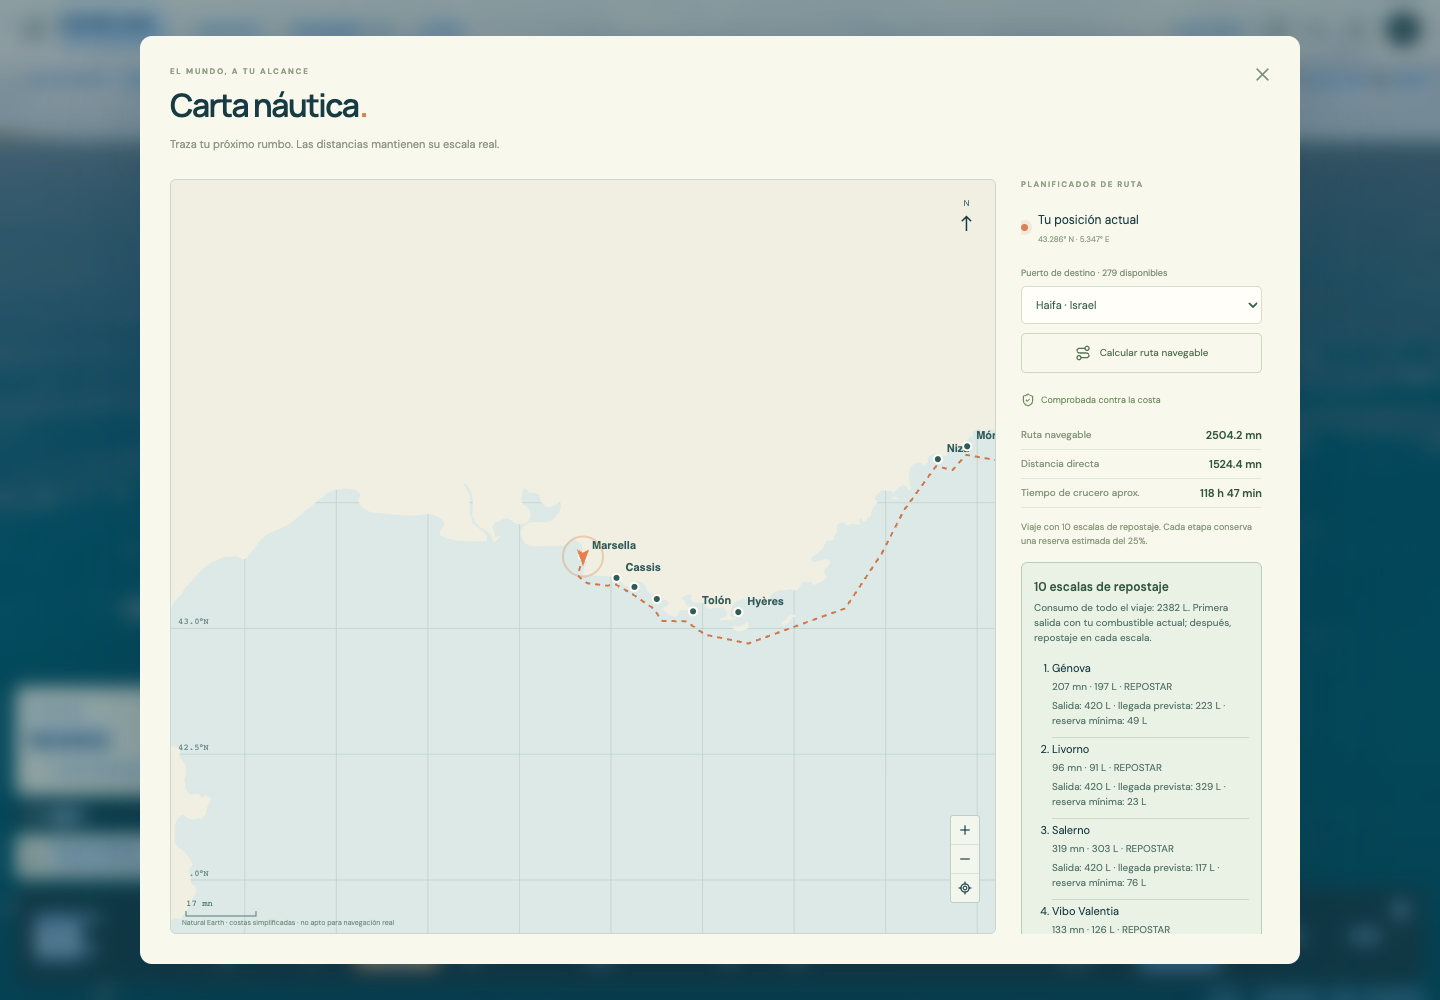 EL MUNDO, A TU ALCANCE
Carta náutica.
Traza tu próximo rumbo. Las distancias mantienen su escala real.
N
Món
Niz
Marsella
Cassis
Tolón
Hyères
43.0°N
42.5°N
.0°N
17 mn
Natural Earth · costas simplificadas · no apto para navegación real
PLANIFICADOR DE RUTA
Tu posición actual
43.286° N · 5.347° E
Puerto de destino · 279 disponibles
Haifa · Israel
Calcular ruta navegable
Comprobada contra la costa
Ruta navegable 2504.2 mn
Distancia directa 1524.4 mn
Tiempo de crucero aprox. 118 h 47 min
Viaje con 10 escalas de repostaje. Cada etapa conserva
una reserva estimada del 25%.
10 escalas de repostaje
Consumo de todo el viaje: 2382 L. Primera
salida con tu combustible actual; después,
repostaje en cada escala.
1. Génova
207 mn · 197 L · REPOSTAR
Salida: 420 L · llegada prevista: 223 L ·
reserva mínima: 49 L
2. Livorno
96 mn · 91 L · REPOSTAR
Salida: 420 L · llegada prevista: 329 L ·
reserva mínima: 23 L
3. Salerno
319 mn · 303 L · REPOSTAR
Salida: 420 L · llegada prevista: 117 L ·
reserva mínima: 76 L
4. Vibo Valentia
133 mn · 126 L · REPOSTAR